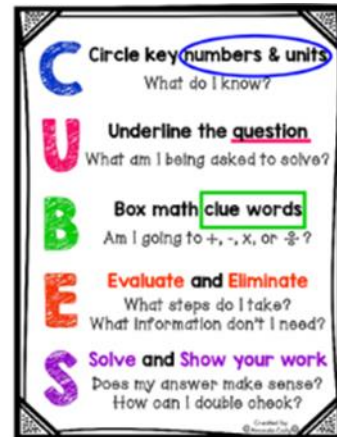 C Circle key numbers & units
What do I know?
U Underline the question
What am I being asked to solve?
B Box math clue words
Am I going to +, -, x, or ÷?
E Evaluate and Eliminate
What steps do I take?
What information don't I need?
S Solve and Show your work
Does my answer make sense?
How can I double check?
Created by